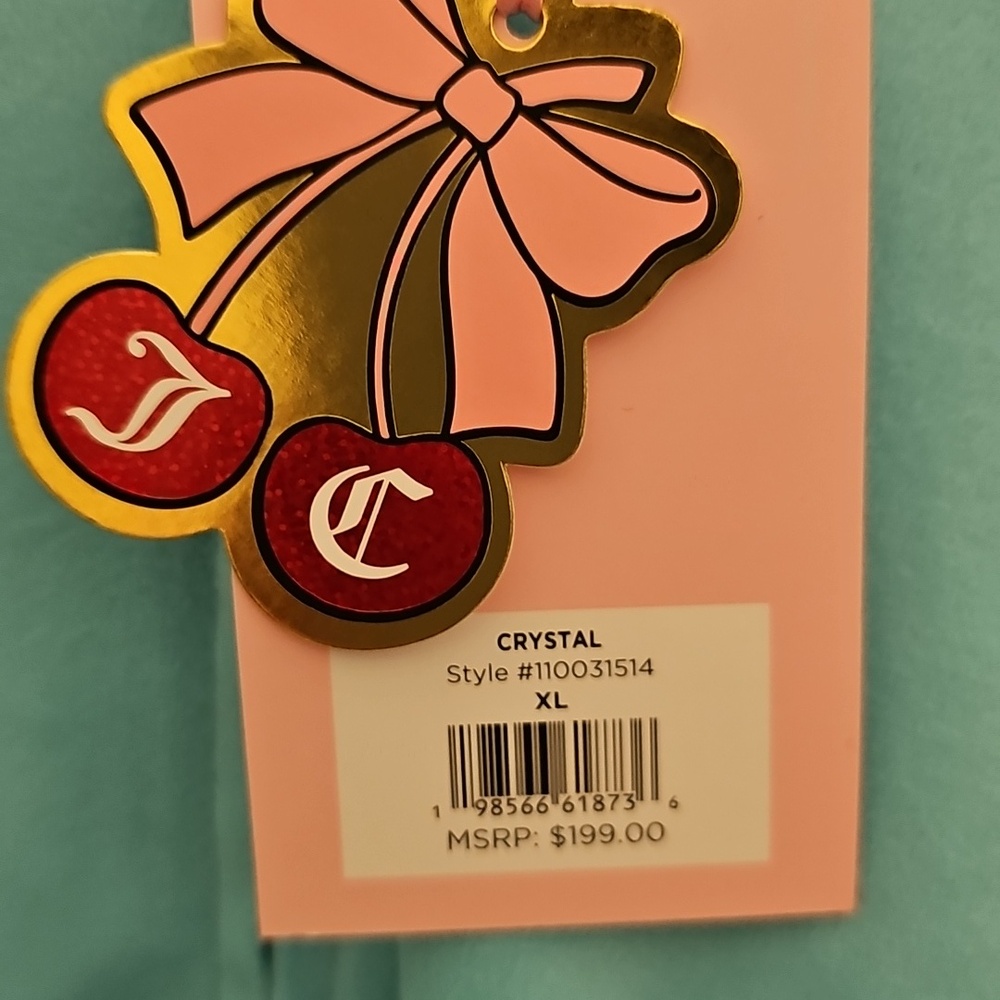 J
C
CRYSTAL
Style #110031514
XL
1 98566 61873 6
MSRP: $199.00